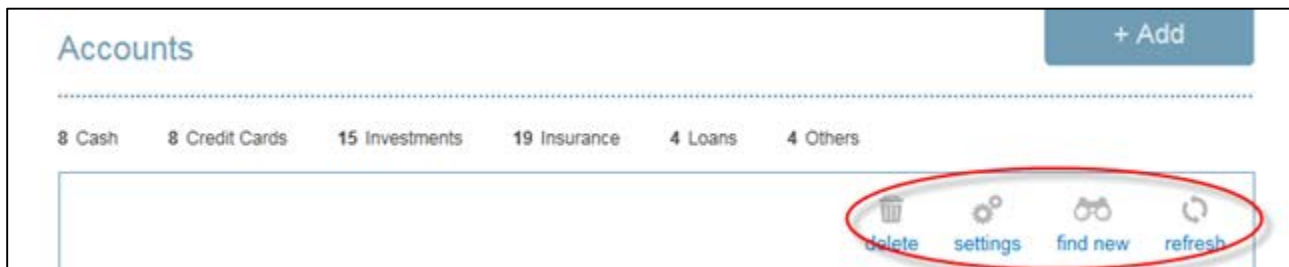 Accounts
+ Add
8 Cash 8 Credit Cards 15 Investments 19 Insurance 4 Loans 4 Others
delete settings find new refresh